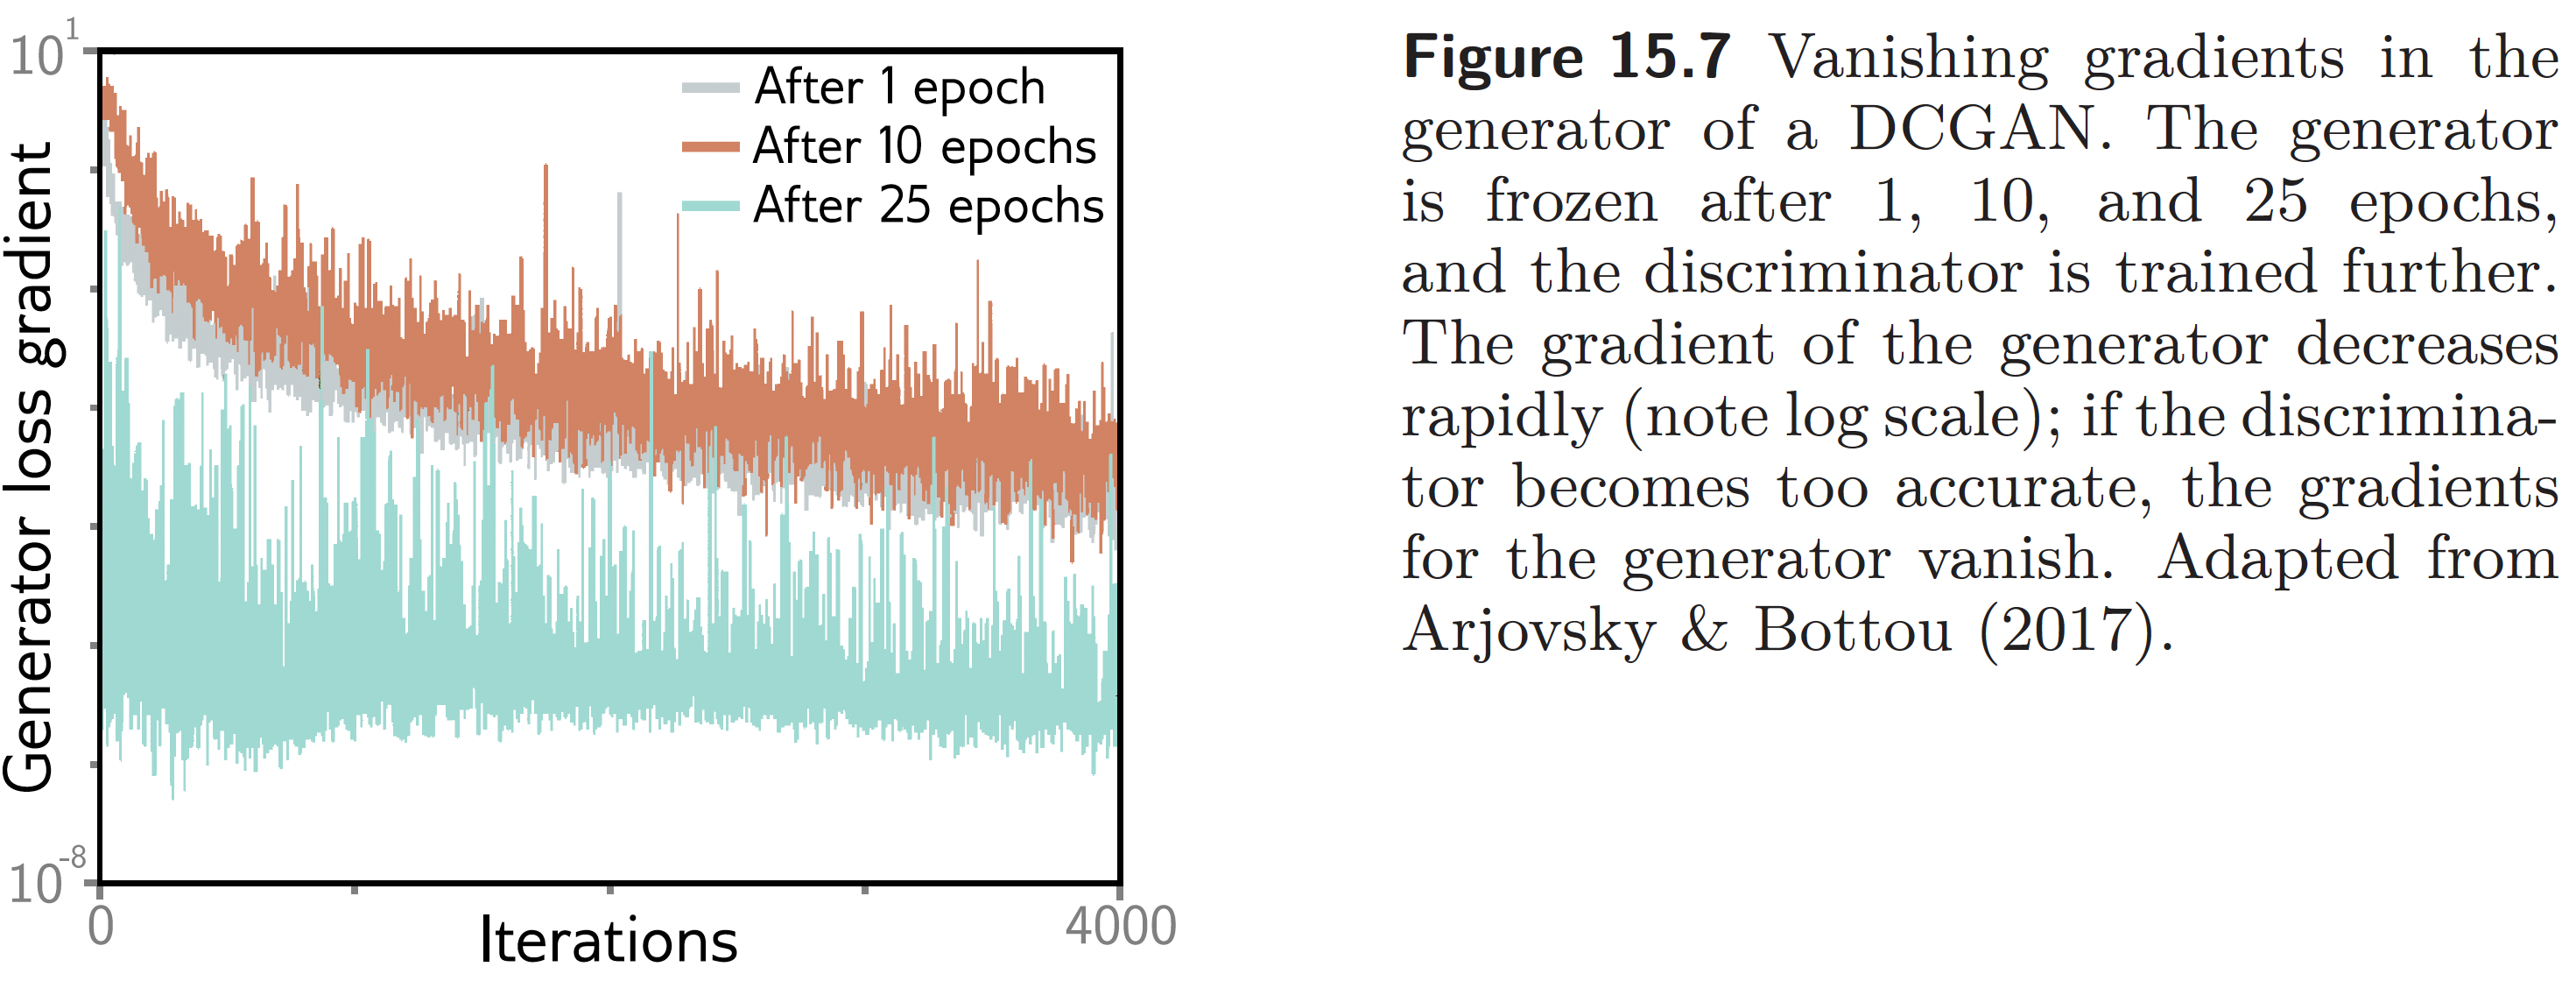 10^1
After 1 epoch
After 10 epochs
After 25 epochs
Generator loss gradient
10^-8
0
4000
Iterations
Figure 15.7 Vanishing gradients in the
generator of a DCGAN. The generator
is frozen after 1, 10, and 25 epochs,
and the discriminator is trained further.
The gradient of the generator decreases
rapidly (note log scale); if the discrimina-
tor becomes too accurate, the gradients
for the generator vanish. Adapted from
Arjovsky & Bottou (2017).